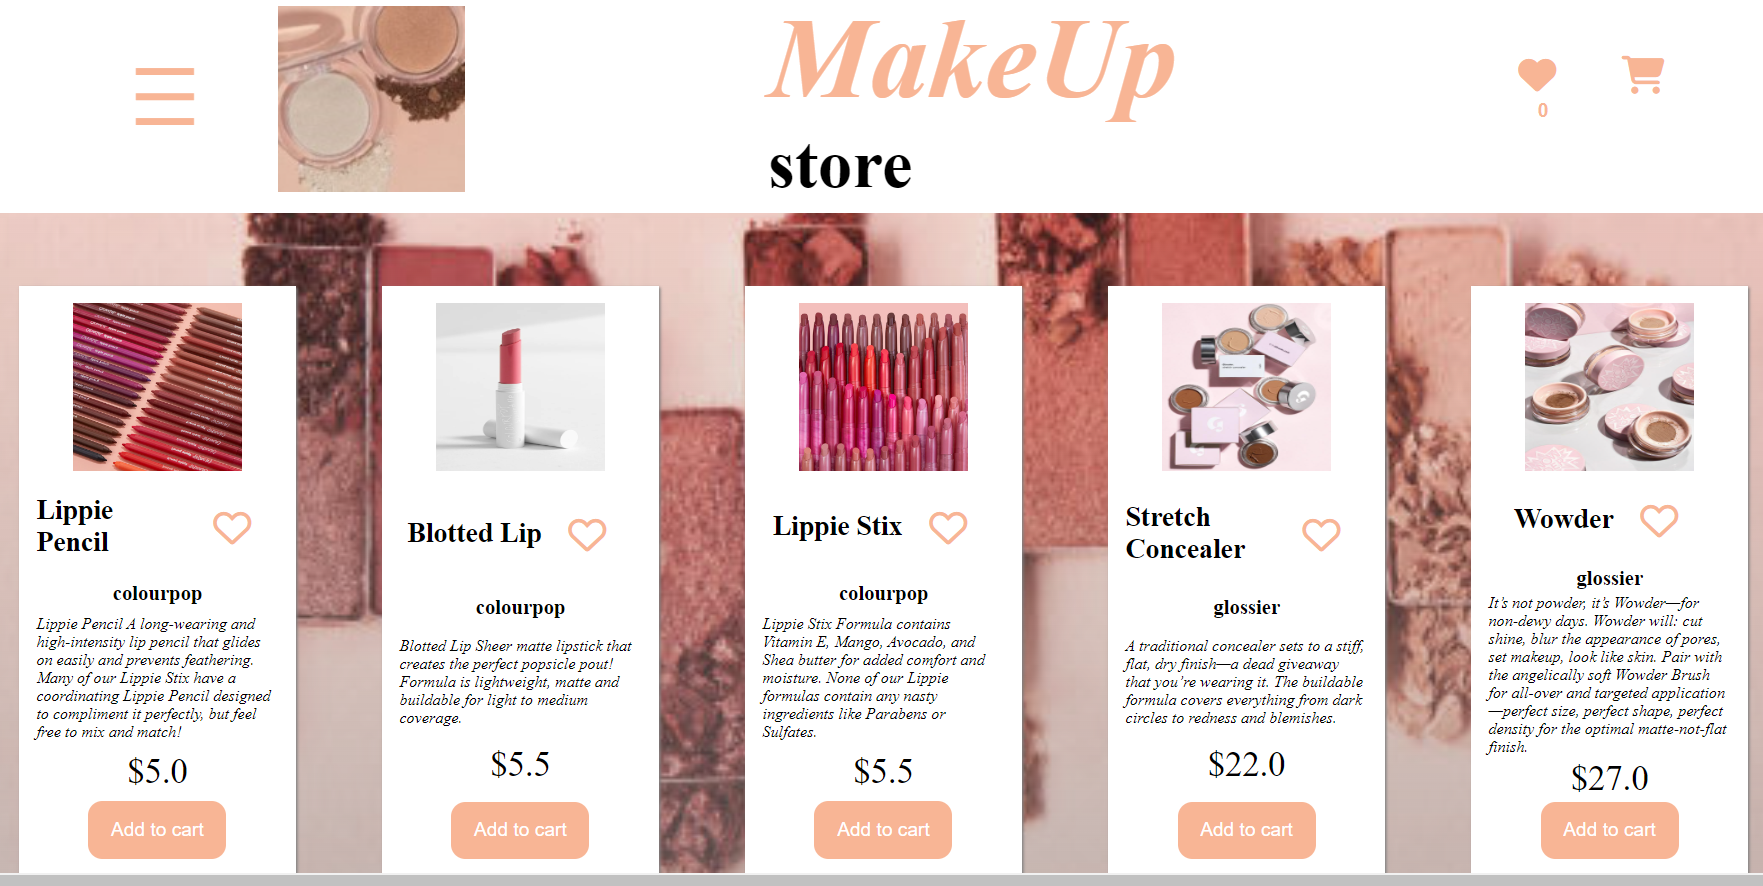 MakeUp
store
0
Lippie
Pencil
colourpop
Lippie Pencil A long-wearing and
high-intensity lip pencil that glides
on easily and prevents feathering.
Many of our Lippie Stix have a
coordinating Lippie Pencil designed
to compliment it perfectly, but feel
free to mix and match!
$5.0
Add to cart
Blotted Lip
colourpop
Blotted Lip Sheer matte lipstick that
creates the perfect popsicle pout!
Formula is lightweight, matte and
buildable for light to medium
coverage.
$5.5
Add to cart
Lippie Stix
colourpop
Lippie Stix Formula contains
Vitamin E, Mango, Avocado, and
Shea butter for added comfort and
moisture. None of our Lippie
formulas contain any nasty
ingredients like Parabens or
Sulfates.
$5.5
Add to cart
Stretch
Concealer
glossier
A traditional concealer sets to a stiff,
flat, dry finish—a dead giveaway
that you’re wearing it. The buildable
formula covers everything from dark
circles to redness and blemishes.
$22.0
Add to cart
Wowder
glossier
It’s not powder, it’s Wowder—for
non-dewy days. Wowder will: cut
shine, blur the appearance of pores,
set makeup, look like skin. Pair with
the angelically soft Wowder Brush
for all-over and targeted application
—perfect size, perfect shape, perfect
density for the optimal matte-not-flat
finish.
$27.0
Add to cart